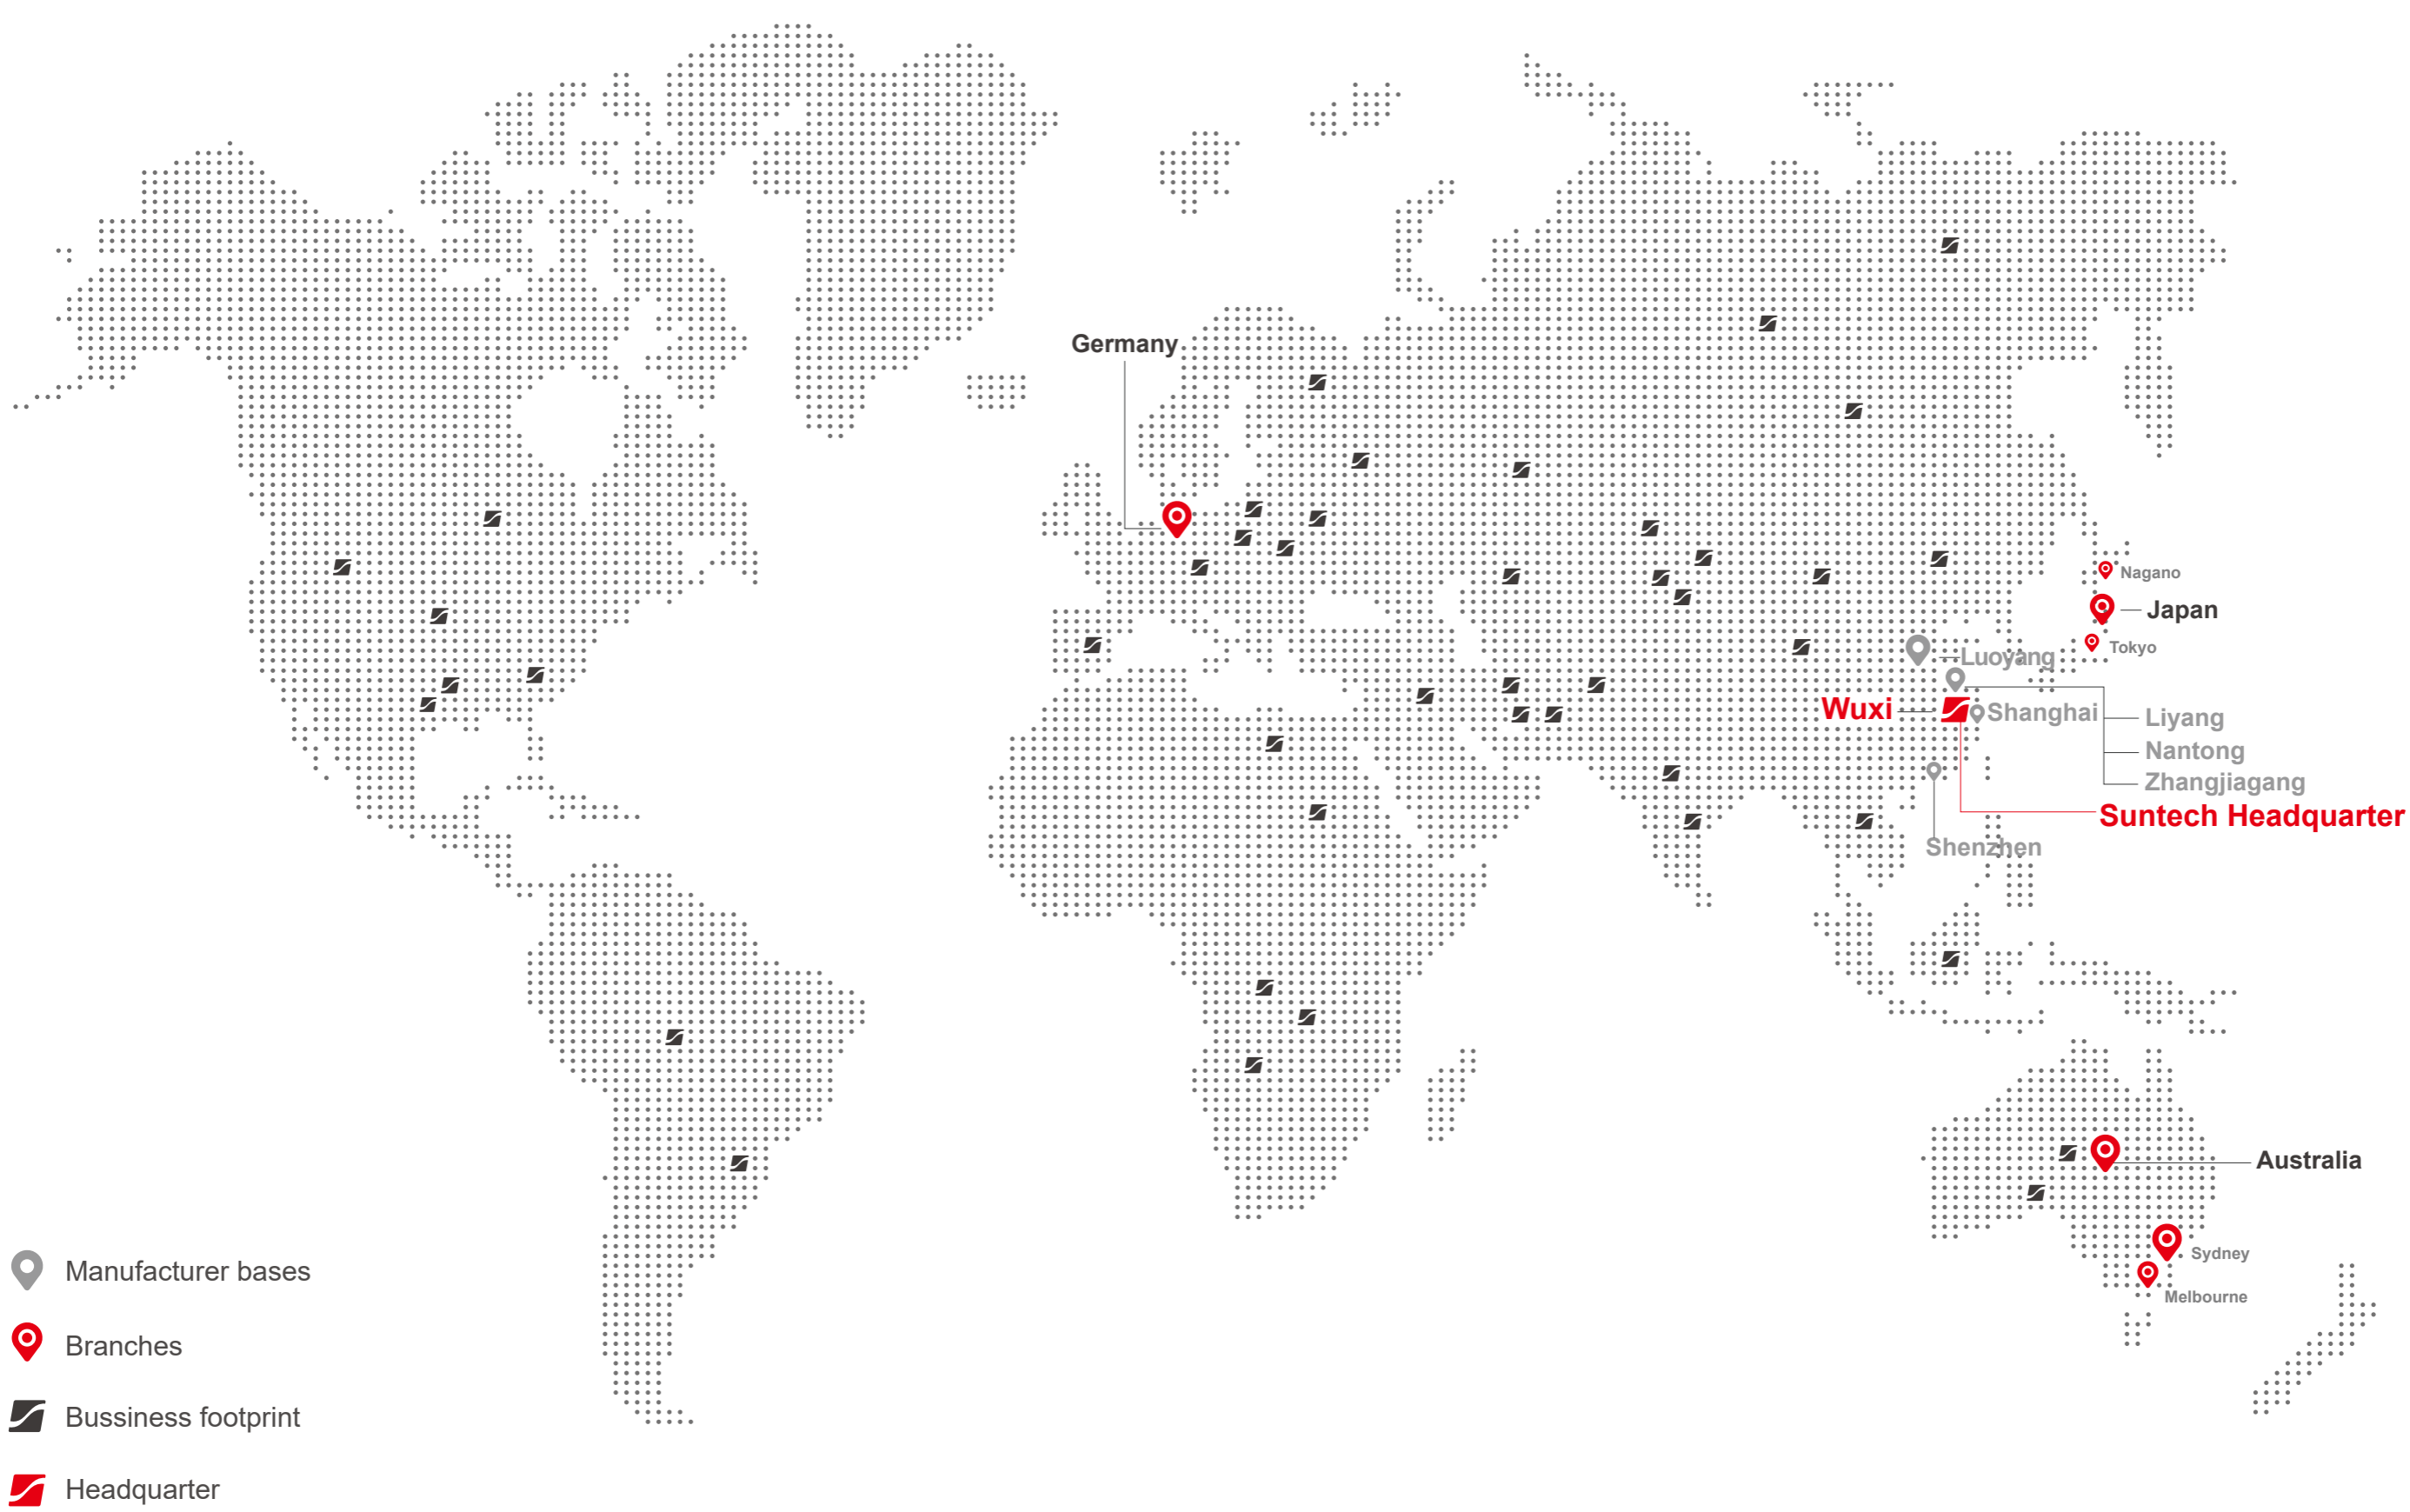 Germany
Nagano
Japan
Tokyo
Luoyang
Wuxi
Shanghai
Liyang
Nantong
Zhangjiagang
Suntech Headquarter
Shenzhen
Australia
Sydney
Melbourne
Manufacturer bases
Branches
Bussiness footprint
Headquarter